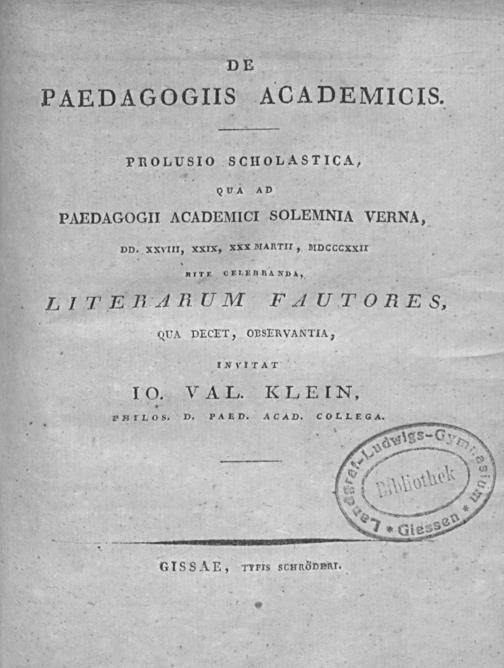 DE
PAEDAGOGIIS ACADEMICIS.
PROLUSIO SCHOLASTICA,
QUA AD
PAEDAGOGII ACADEMICI SOLEMNIA VERNA,
DD. XXVIII, XXIX, XXX MARTII, MDCCCXXII
RITE CELEBRANDA,
LITERARUM FAUTORES,
QUA DECET, OBSERVANTIA,
INVITAT
IO. VAL. KLEIN,
PHILOS. D. PAED. ACAD. COLLEGA.
Landgraf-Ludwigs-Gymnasium
Bibliothek
* Giessen *
GISSAE, TYPIS SCHRÖDERI.